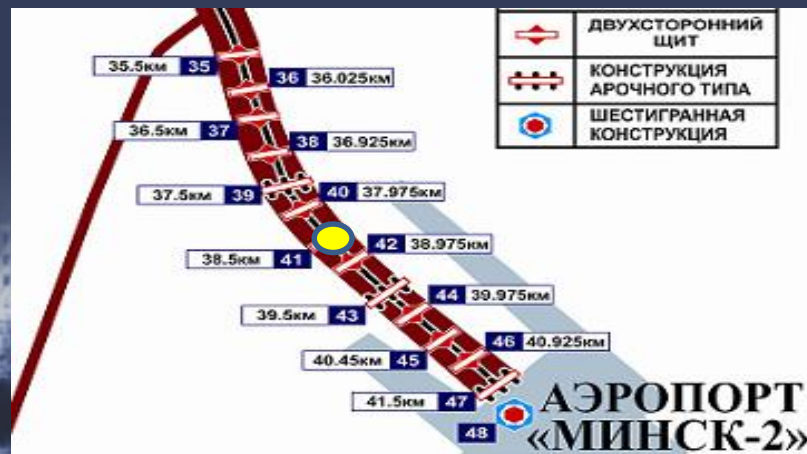 ДВУХСТОРОННИЙ
ЩИТ
КОНСТРУКЦИЯ
АРОЧНОГО ТИПА
ШЕСТИГРАННАЯ
КОНСТРУКЦИЯ
35.5км 35
36 36.025км
36.5км 37
38 36.925км
37.5км 39
40 37.975км
38.5км 41
42 38.975км
39.5км 43
44 39.975км
40.45км 45
46 40.925км
41.5км 47
48
АЭРОПОРТ
«МИНСК-2»